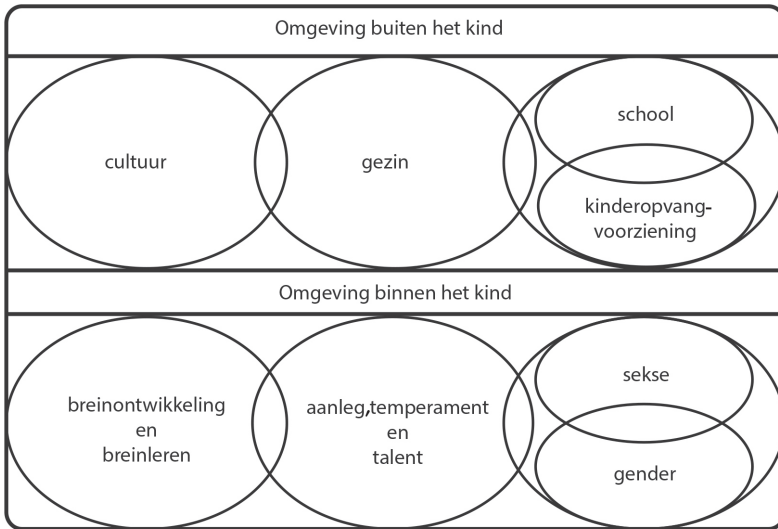 Omgeving buiten het kind
cultuur
gezin
school
kinderopvang-
voorziening
Omgeving binnen het kind
breinontwikkeling
en
breinleren
aanleg,temperament
en
talent
sekse
gender